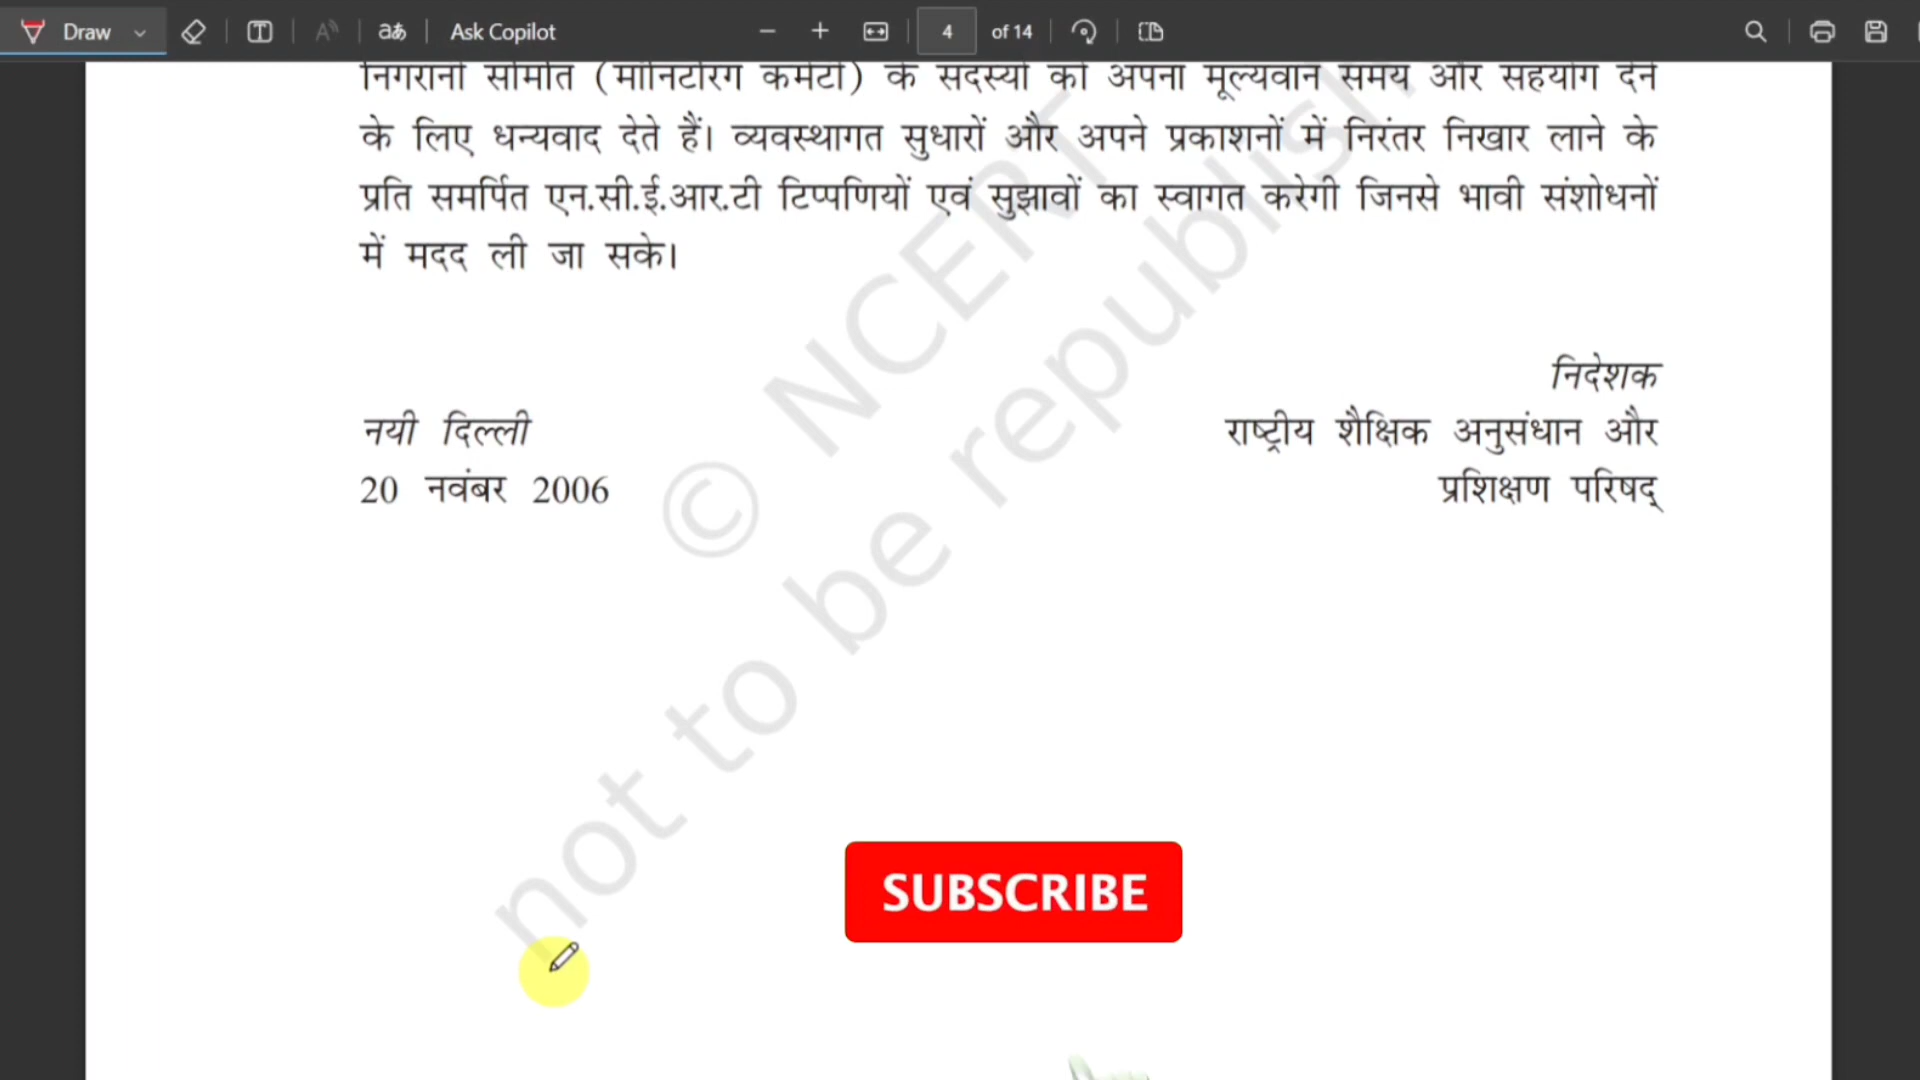 Draw
Ask Copilot
4 of 14
निगरानी समिति (मॉनिटरिंग कमेटी) के सदस्यों को अपना मूल्यवान समय और सहयोग देने
के लिए धन्यवाद देते हैं। व्यवस्थागत सुधारों और अपने प्रकाशनों में निरंतर निखार लाने के
प्रति समर्पित एन.सी.ई.आर.टी टिप्पणियों एवं सुझावों का स्वागत करेगी जिनसे भावी संशोधनों
में मदद ली जा सके।
निदेशक
नयी दिल्ली राष्ट्रीय शैक्षिक अनुसंधान और
20 नवंबर 2006 प्रशिक्षण परिषद्
© NCERT
not to be republish
SUBSCRIBE